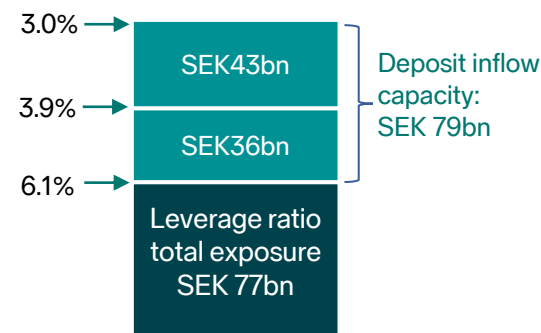 3.0%
SEK43bn
Deposit inflow
capacity:
SEK 79bn
3.9%
SEK36bn
6.1%
Leverage ratio
total exposure
SEK 77bn